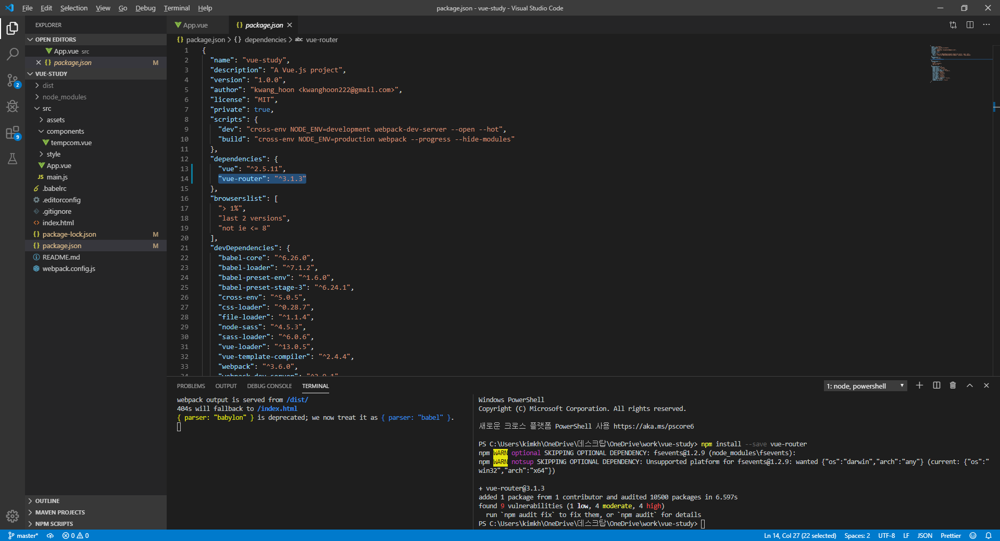 File Edit Selection View Go Debug Terminal Help
package.json - vue-study - Visual Studio Code
EXPLORER
OPEN EDITORS
App.vue src
package.json M
VUE-STUDY
dist
node_modules
src
assets
components
tempcom.vue
style
App.vue
JS main.js
.babelrc
.editorconfig
.gitignore
index.html
package-lock.json M
package.json M
README.md
webpack.config.js
OUTLINE
MAVEN PROJECTS
NPM SCRIPTS
2
9
App.vue
{} package.json
{} package.json > {} dependencies > abc vue-router
1 {
2 "name": "vue-study",
3 "description": "A Vue.js project",
4 "version": "1.0.0",
5 "author": "kwang_hoon <kwanghoon222@gmail.com>",
6 "license": "MIT",
7 "private": true,
8 "scripts": {
9 "dev": "cross-env NODE_ENV=development webpack-dev-server --open --hot",
10 "build": "cross-env NODE_ENV=production webpack --progress --hide-modules"
11 },
12 "dependencies": {
13 "vue": "^2.5.11",
14 "vue-router": "^3.1.3"
15 },
16 "browserslist": [
17 "> 1%",
18 "last 2 versions",
19 "not ie <= 8"
20 ],
21 "devDependencies": {
22 "babel-core": "^6.26.0",
23 "babel-loader": "^7.1.2",
24 "babel-preset-env": "^1.6.0",
25 "babel-preset-stage-3": "^6.24.1",
26 "cross-env": "^5.0.5",
27 "css-loader": "^0.28.7",
28 "file-loader": "^1.1.4",
29 "node-sass": "^4.5.3",
30 "sass-loader": "^6.0.6",
31 "vue-loader": "^13.0.5",
32 "vue-template-compiler": "^2.4.4",
33 "webpack": "^3.6.0",
34 "webpack-dev-server": "^2.9.1"
PROBLEMS OUTPUT DEBUG CONSOLE TERMINAL
1: node, powershell
webpack output is served from /dist/
404s will fallback to /index.html
{ parser: "babylon" } is deprecated; we now treat it as { parser: "babel" }.
Windows PowerShell
Copyright (C) Microsoft Corporation. All rights reserved.
새로운 크로스 플랫폼 PowerShell 사용 https://aka.ms/pscore6
PS C:\Users\kimkh\OneDrive\데스크탑\OneDrive\work\vue-study> npm install --save vue-router
npm WARN optional SKIPPING OPTIONAL DEPENDENCY: fsevents@1.2.9 (node_modules\fsevents):
npm WARN notsup SKIPPING OPTIONAL DEPENDENCY: Unsupported platform for fsevents@1.2.9: wanted {"os":"darwin","arch":"any"} (current: {"os":"
win32","arch":"x64"})
+ vue-router@3.1.3
added 1 package from 1 contributor and audited 10500 packages in 6.597s
found 9 vulnerabilities (1 low, 4 moderate, 4 high)
run `npm audit fix` to fix them, or `npm audit` for details
PS C:\Users\kimkh\OneDrive\데스크탑\OneDrive\work\vue-study>
master* 0 0
Ln 14, Col 27 (22 selected) Spaces: 2 UTF-8 LF JSON Prettier